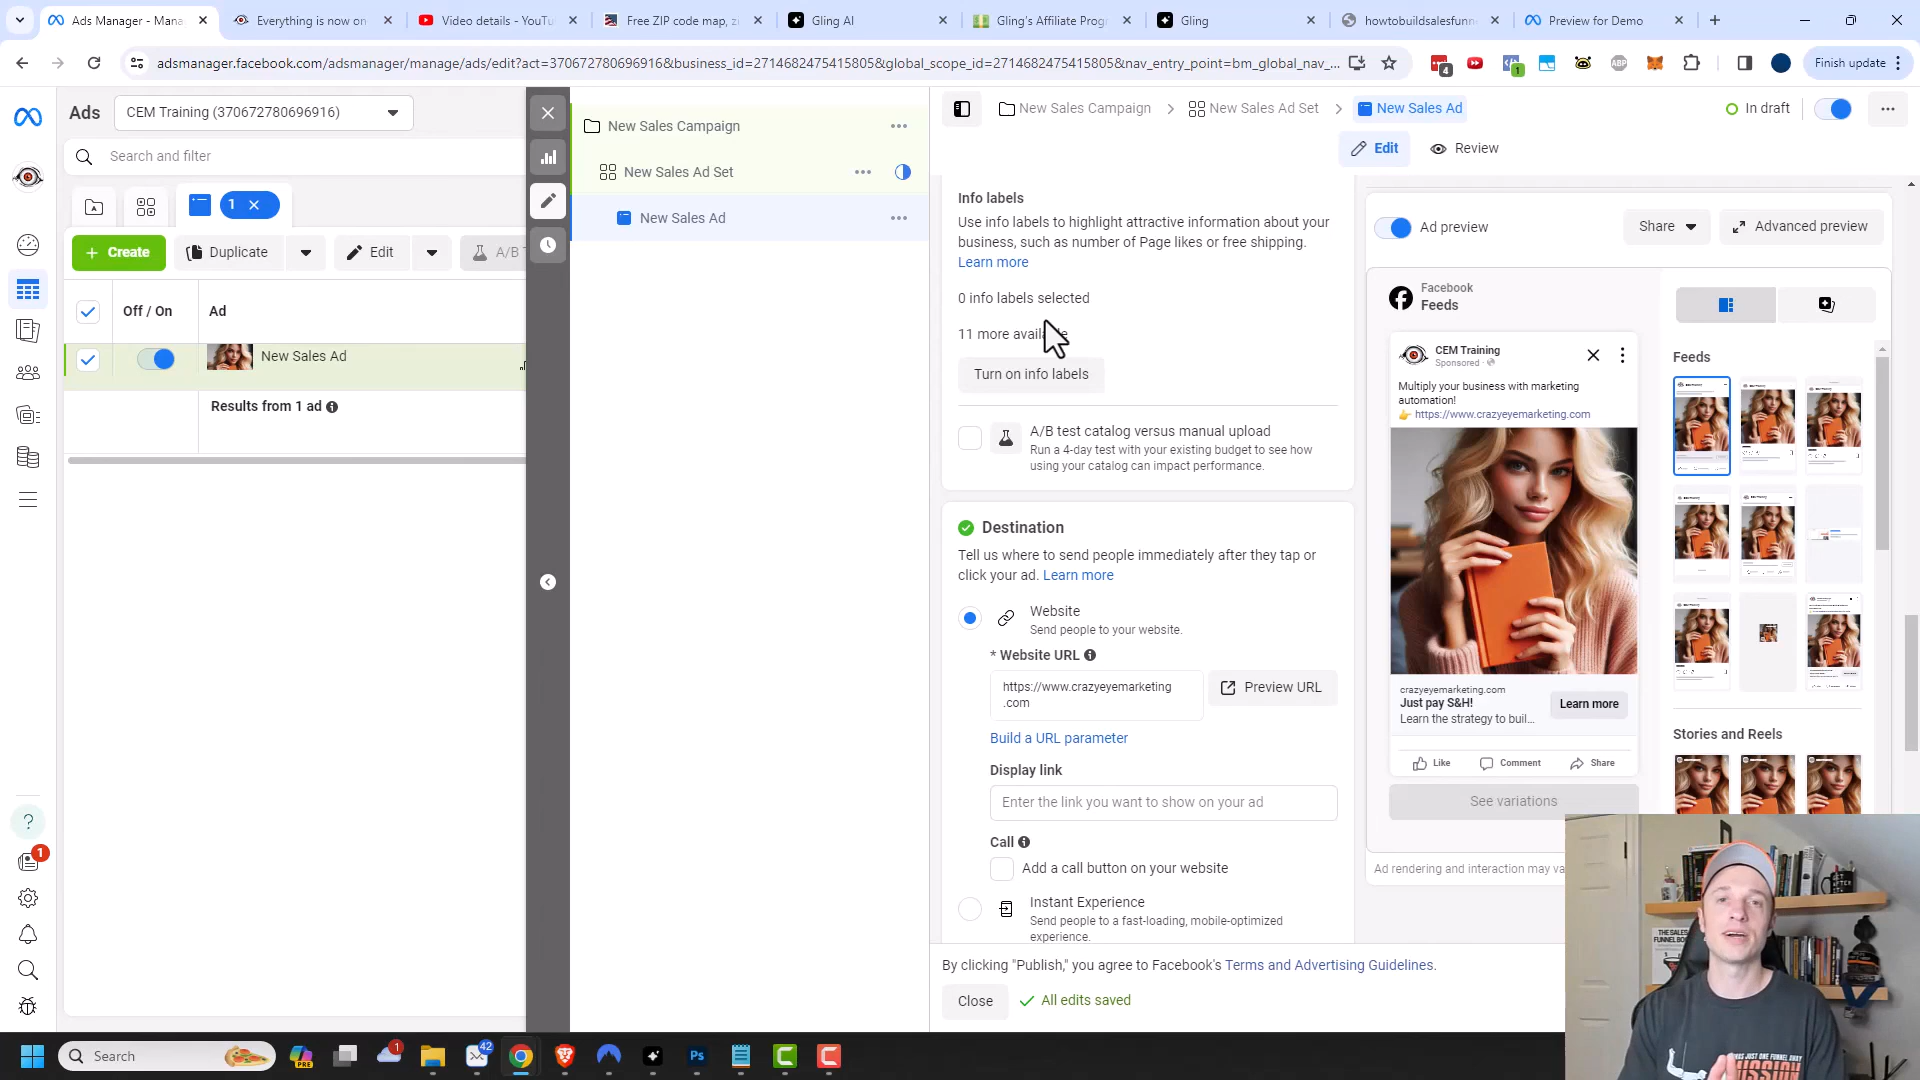 Ads Manager - Mana
Everything is now on
Video details - YouTu
Free ZIP code map, z
Gling AI
Gling's Affiliate Prog
Gling
howtobuildsalesfunn
Preview for Demo
adsmanager.facebook.com/adsmanager/manage/ads/edit?act=370672780696916&business_id=2714682475415805&global_scope_id=2714682475415805&nav_entry_point=bm_global_nav_...
4
1
ABP
Finish update
Ads
CEM Training (370672780696916)
Search and filter
1
Create
Duplicate
Edit
A/B T
Off / On
Ad
New Sales Ad
Results from 1 ad
New Sales Campaign
New Sales Ad Set
New Sales Ad
New Sales Campaign
New Sales Ad Set
New Sales Ad
In draft
Edit
Review
Info labels
Use info labels to highlight attractive information about your
business, such as number of Page likes or free shipping.
Learn more
0 info labels selected
11 more available
Turn on info labels
A/B test catalog versus manual upload
Run a 4-day test with your existing budget to see how
using your catalog can impact performance.
Destination
Tell us where to send people immediately after they tap or
click your ad. Learn more
Website
Send people to your website.
* Website URL
https://www.crazyeyemarketing
.com
Preview URL
Build a URL parameter
Display link
Enter the link you want to show on your ad
Call
Add a call button on your website
Instant Experience
Send people to a fast-loading, mobile-optimized
experience.
By clicking "Publish," you agree to Facebook's Terms and Advertising Guidelines.
Close
All edits saved
Ad preview
Share
Advanced preview
Facebook
Feeds
CEM Training
Sponsored
Multiply your business with marketing
automation!
👉 https://www.crazyeyemarketing.com
crazyeyemarketing.com
Just pay S&H!
Learn the strategy to buil...
Learn more
Like
Comment
Share
See variations
Ad rendering and interaction may va
Feeds
Stories and Reels
1
Search
PRE
1
42
Ps
THE SALES
FUNNEL BO